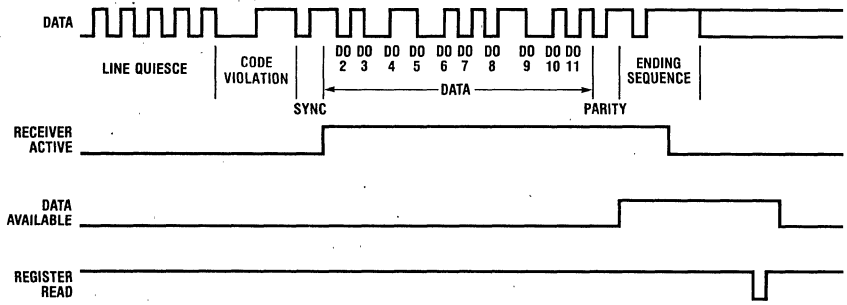 DATA
LINE QUIESCE
CODE
VIOLATION
SYNC
DO DO DO DO DO DO DO DO DO DO
2 3 4 5 6 7 8 9 10 11
DATA
PARITY
ENDING
SEQUENCE
RECEIVER
ACTIVE
DATA
AVAILABLE
REGISTER
READ